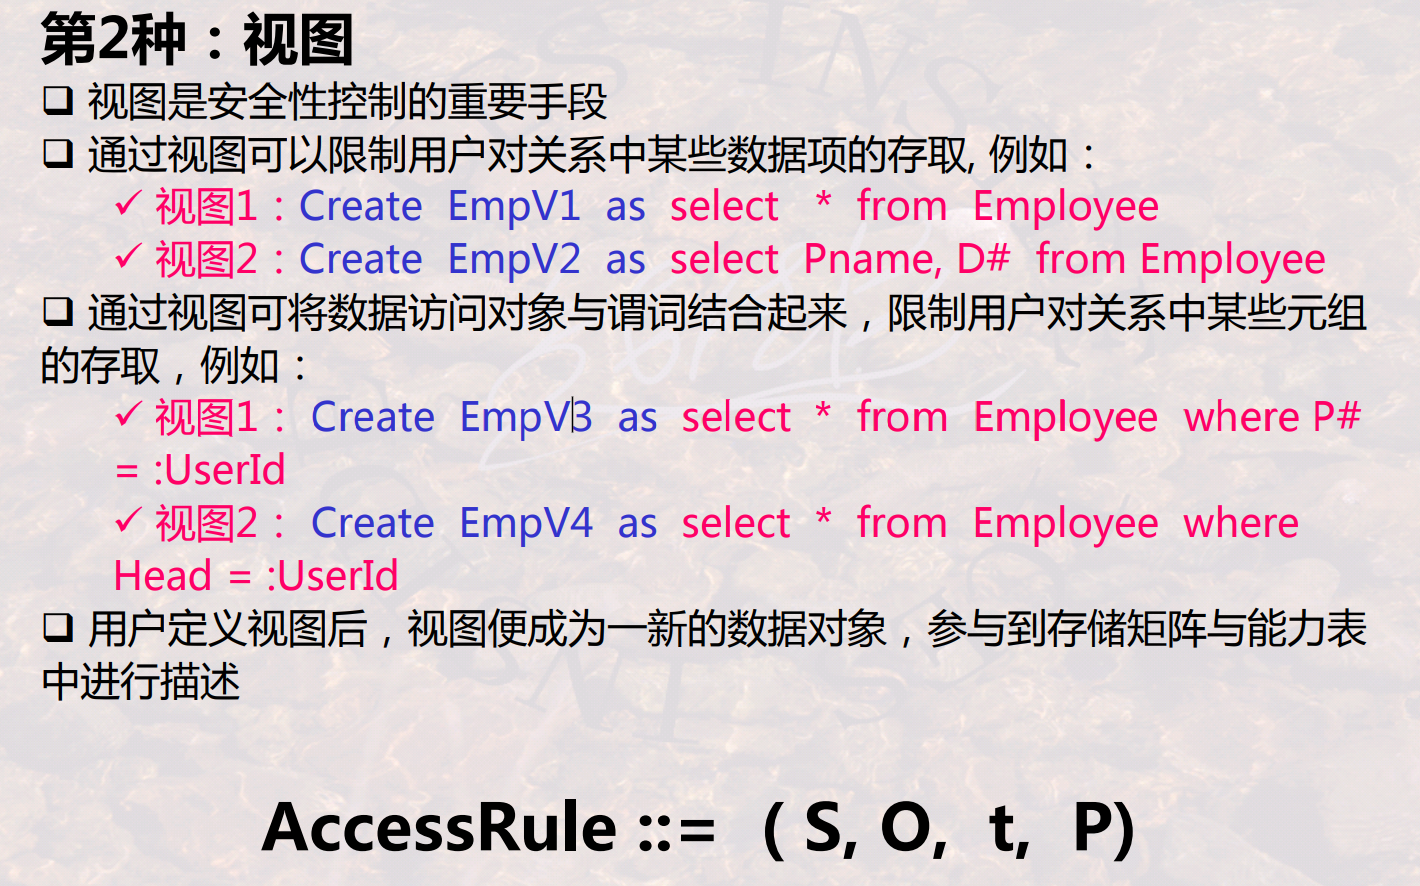 第2种：视图
❑ 视图是安全性控制的重要手段
❑ 通过视图可以限制用户对关系中某些数据项的存取, 例如：
✓ 视图1：Create EmpV1 as select * from Employee
✓ 视图2：Create EmpV2 as select Pname, D# from Employee
❑ 通过视图可将数据访问对象与谓词结合起来，限制用户对关系中某些元组
的存取，例如：
✓ 视图1： Create EmpV3 as select * from Employee where P#
= :UserId
✓ 视图2： Create EmpV4 as select * from Employee where
Head = :UserId
❑ 用户定义视图后，视图便成为一新的数据对象，参与到存储矩阵与能力表
中进行描述
AccessRule ::= ( S, O, t, P)